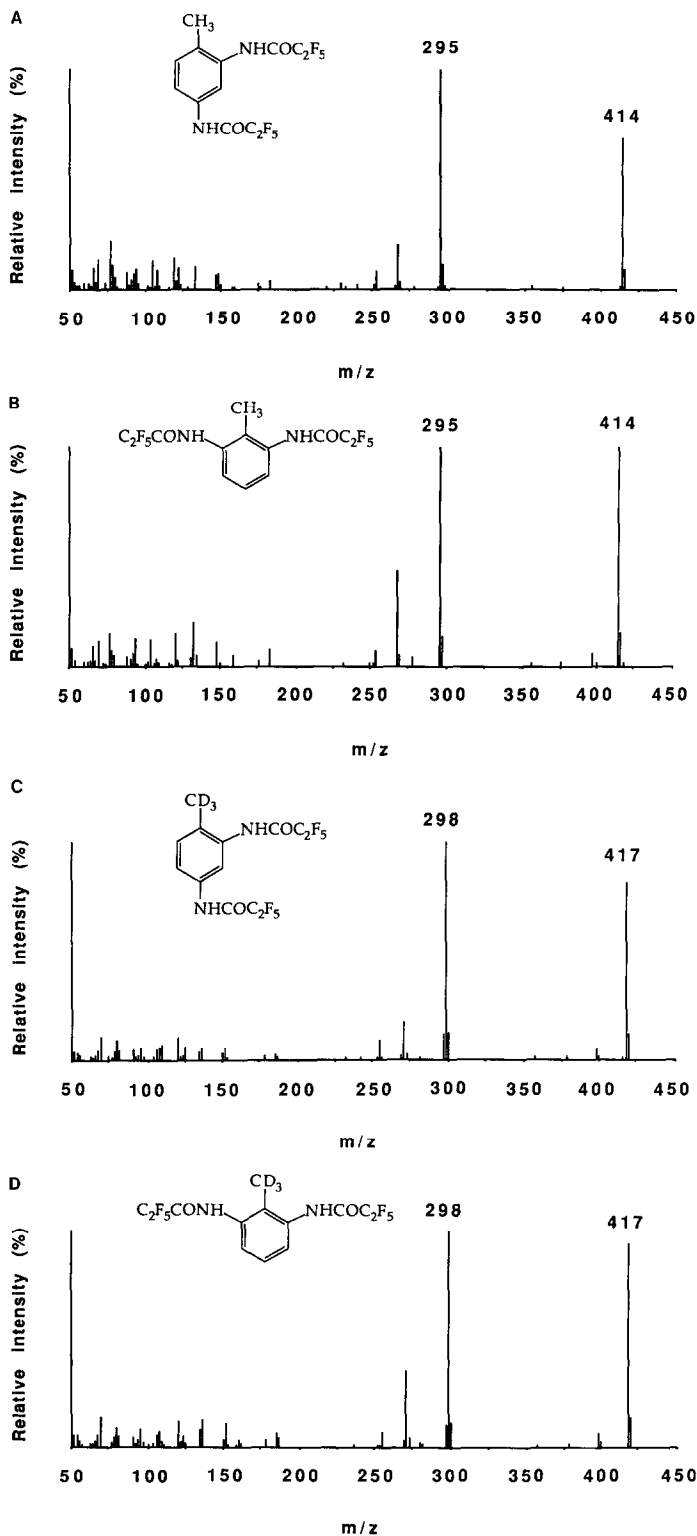 A
CH3
NHCOC2F5
NHCOC2F5
Relative Intensity (%)
295
414
50 100 150 200 250 300 350 400 450
m/z
B
CH3
C2F5CONH
NHCOC2F5
Relative Intensity (%)
295
414
50 100 150 200 250 300 350 400 450
m/z
C
CD3
NHCOC2F5
NHCOC2F5
Relative Intensity (%)
298
417
50 100 150 200 250 300 350 400 450
m/z
D
CD3
C2F5CONH
NHCOC2F5
Relative Intensity (%)
298
417
50 100 150 200 250 300 350 400 450
m/z